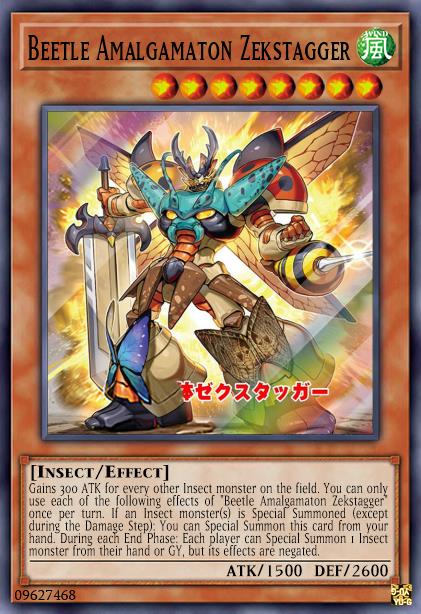 Beetle Amalgamaton Zekstagger
WIND
風
体ゼクスタッガー
[Insect/Effect]
Gains 300 ATK for every other Insect monster on the field. You can only
use each of the following effects of "Beetle Amalgamaton Zekstagger"
once per turn. If an Insect monster(s) is Special Summoned (except
during the Damage Step): You can Special Summon this card from your
hand. During each End Phase: Each player can Special Summon 1 Insect
monster from their hand or GY, but its effects are negated.
ATK/1500 DEF/2600
09627468